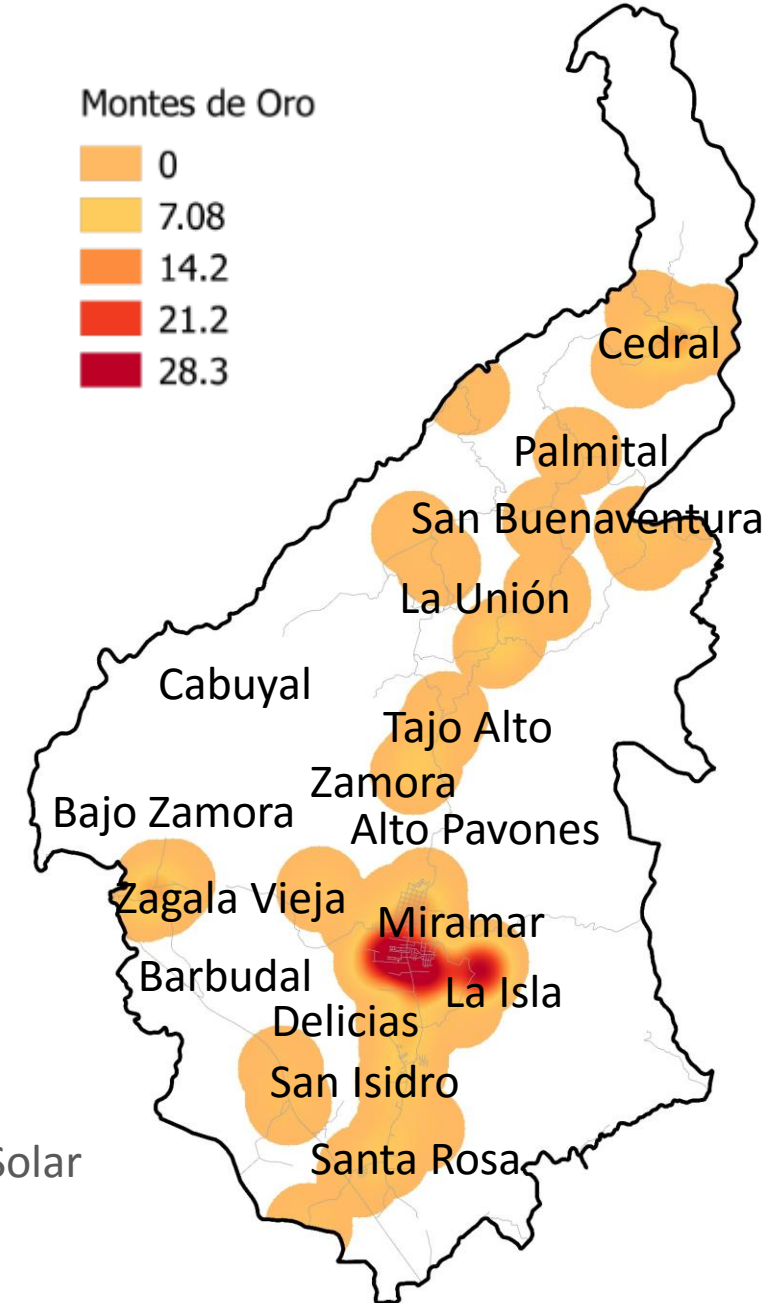 Montes de Oro
0
7.08
14.2
21.2
28.3
Cedral
Palmital
San Buenaventura
La Unión
Cabuyal
Tajo Alto
Zamora
Bajo Zamora
Alto Pavones
Zagala Vieja
Miramar
Barbudal
La Isla
Delicias
San Isidro
Solar
Santa Rosa